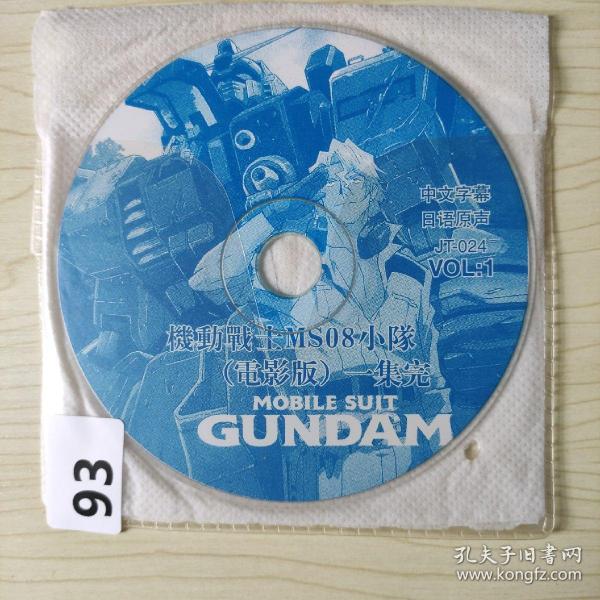 中文字幕
日语原声
JT-024
VOL:1
機動戰士MS08小隊
（電影版）一集完
MOBILE SUIT
GUNDAM
93
孔夫子旧书网
www.kongfz.com